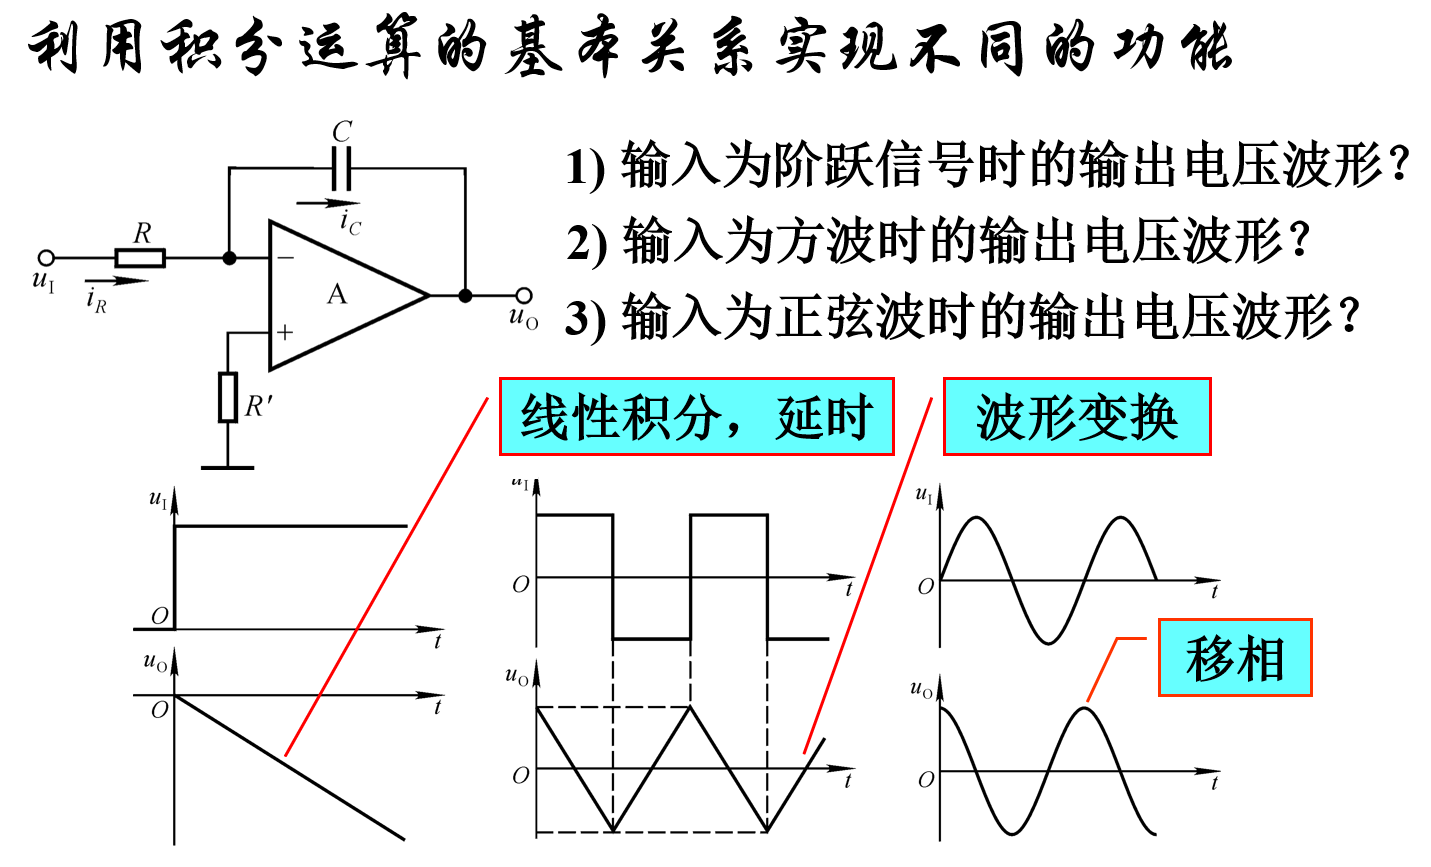 利用积分运算的基本关系实现不同的功能
C
i_C
R
u_I
i_R
A
−
+
u_O
R'
1) 输入为阶跃信号时的输出电压波形？
2) 输入为方波时的输出电压波形？
3) 输入为正弦波时的输出电压波形？
线性积分，延时
波形变换
u_I
O
t
u_O
O
t
u_I
O
t
u_O
O
t
u_I
O
t
移相
u_O
O
t